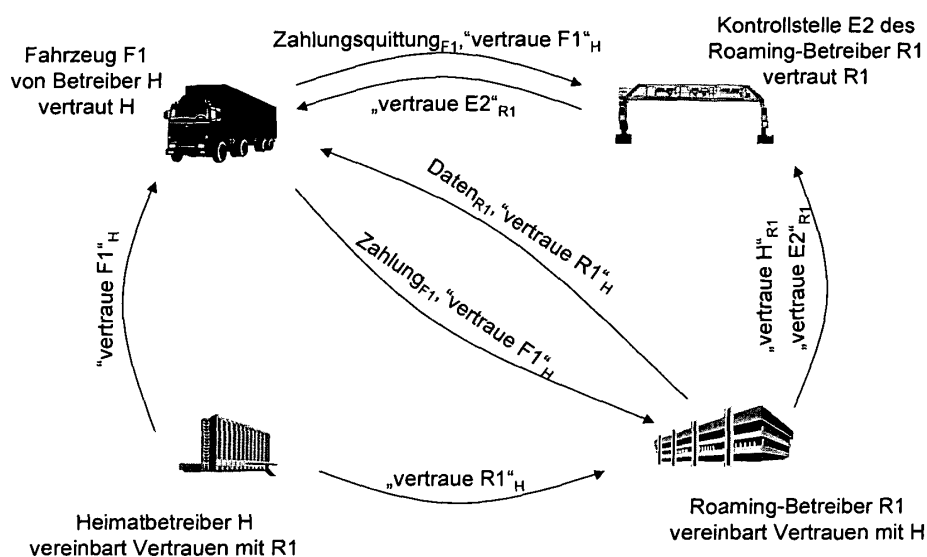 Fahrzeug F1
von Betreiber H
vertraut H
Zahlungsquittung_F1, “vertraue F1“_H
„vertraue E2“_R1
Kontrollstelle E2 des
Roaming-Betreiber R1
vertraut R1
Daten_R1, “vertraue R1“_H
Zahlung_F1, “vertraue F1“_H
“vertraue F1“_H
„vertraue H“_R1
„vertraue E2“_R1
„vertraue R1“_H
Heimatbetreiber H
vereinbart Vertrauen mit R1
Roaming-Betreiber R1
vereinbart Vertrauen mit H